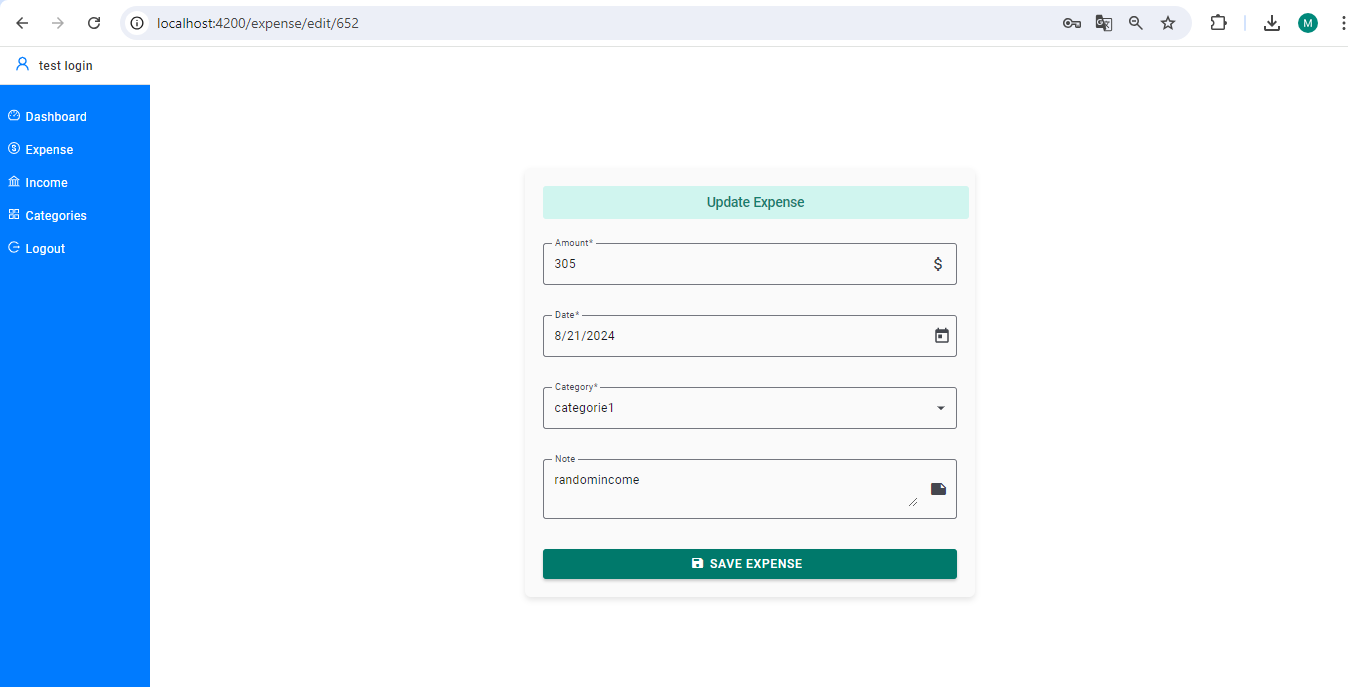 localhost:4200/expense/edit/652
M
test login
Dashboard
Expense
Income
Categories
Logout
Update Expense
Amount*
305
$
Date*
8/21/2024
Category*
categorie1
Note
randomincome
SAVE EXPENSE